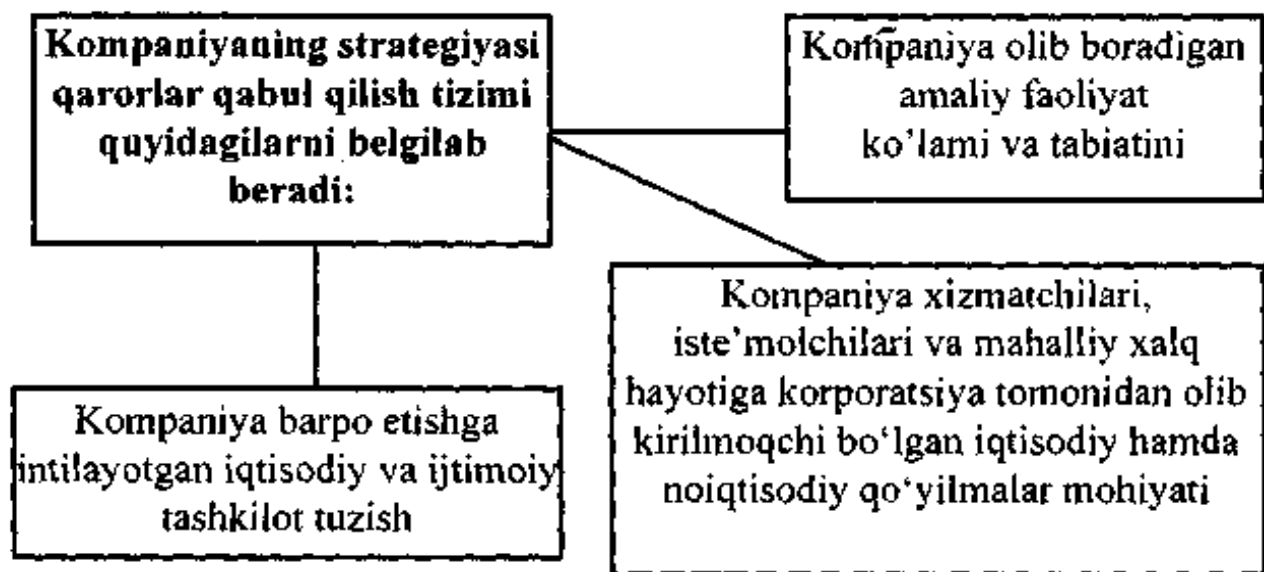 Kompaniyaning strategiyasi
qarorlar qabul qilish tizimi
quyidagilarni belgilab
beradi:
Kompaniya olib boradigan
amaliy faoliyat
ko’lami va tabiatini
Kompaniya xizmatchilari,
iste’molchilari va mahalliy xalq
hayotiga korporatsiya tomonidan olib
kirilmoqchi bo‘lgan iqtisodiy hamda
noiqtisodiy qo‘yilmalar mohiyati
Kompaniya barpo etishga
intilayotgan iqtisodiy va ijtimoiy
tashkilot tuzish